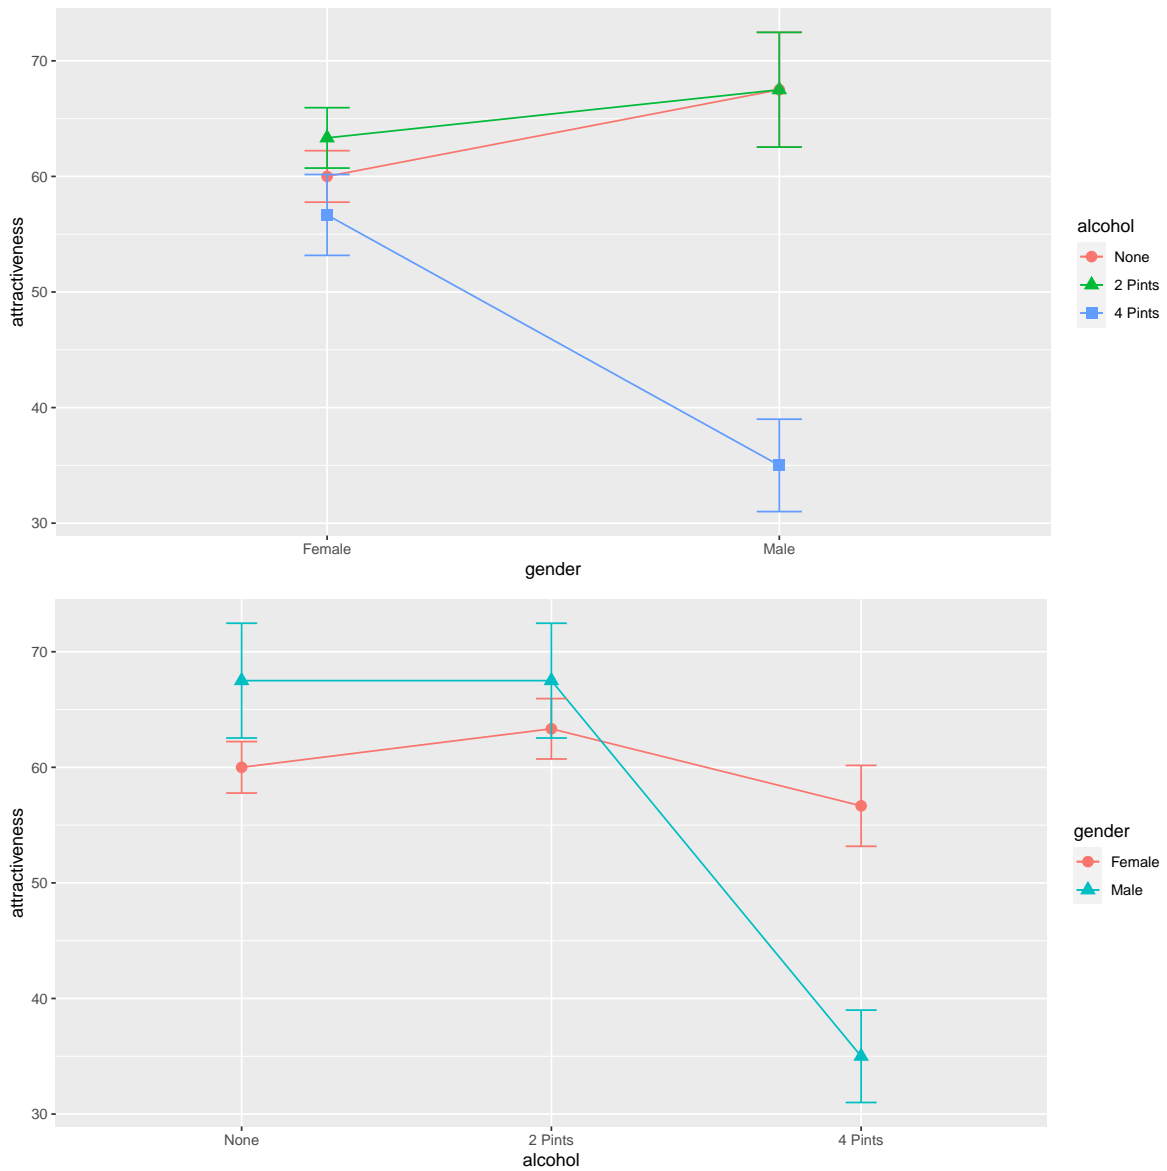 70
60
50
40
30
attractiveness
Female Male
gender
alcohol
None
2 Pints
4 Pints
70
60
50
40
30
attractiveness
None 2 Pints 4 Pints
alcohol
gender
Female
Male